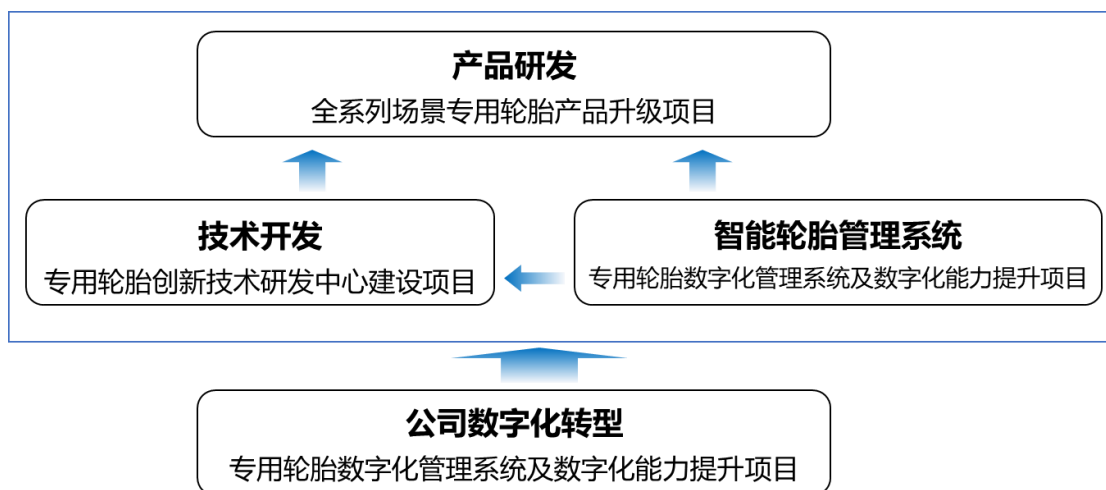 产品研发
全系列场景专用轮胎产品升级项目
技术开发
专用轮胎创新技术研发中心建设项目
智能轮胎管理系统
专用轮胎数字化管理系统及数字化能力提升项目
公司数字化转型
专用轮胎数字化管理系统及数字化能力提升项目